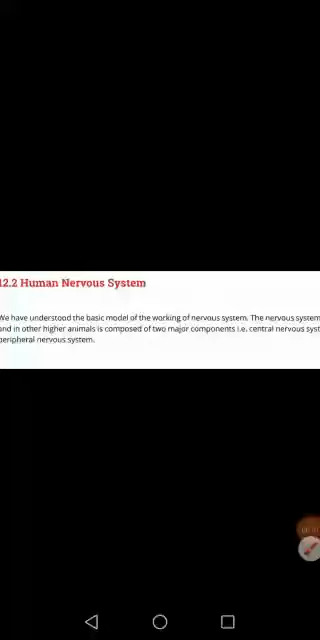 12.2 Human Nervous System
We have understood the basic model of the working of nervous system. The nervous system
and in other higher animals is composed of two major components i.e. central nervous syst
peripheral nervous system.